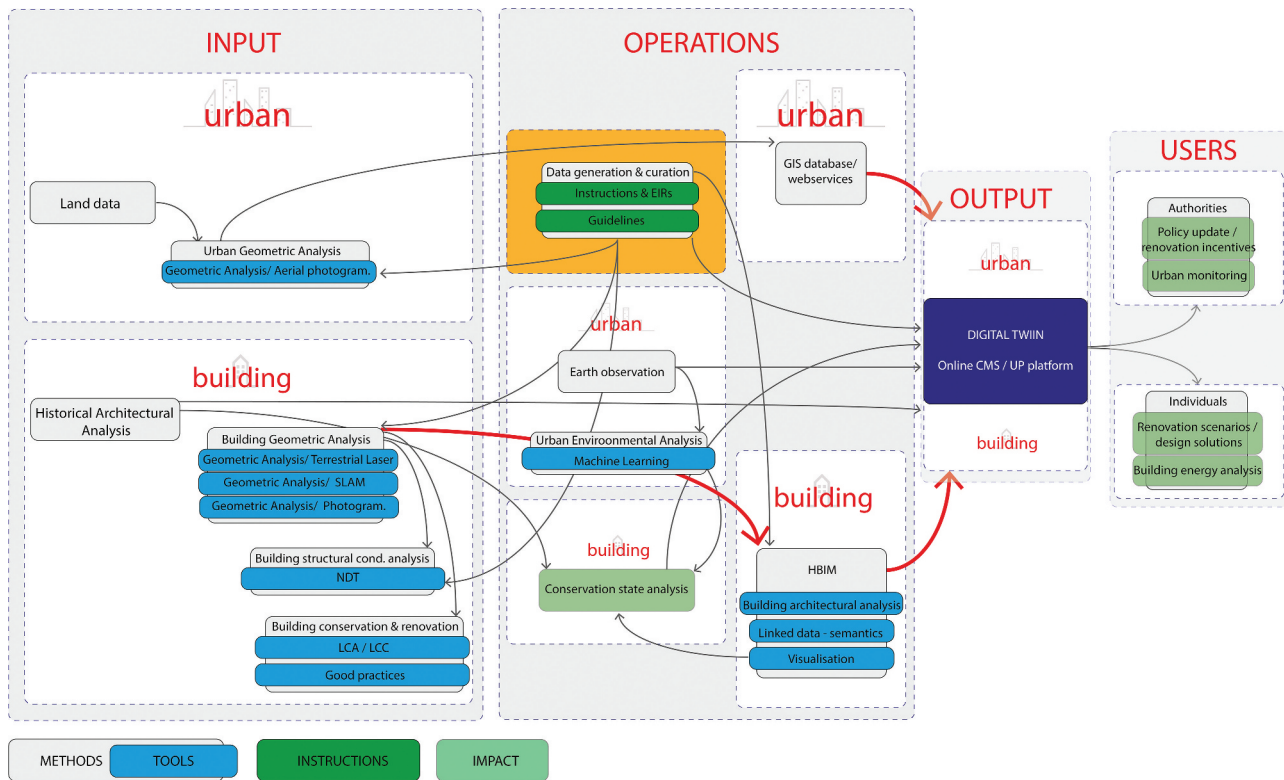 INPUT
urban
Land data
Urban Geometric Analysis
Geometric Analysis/ Aerial photogram.
building
Historical Architectural
Analysis
Building Geometric Analysis
Geometric Analysis/ Terrestrial Laser
Geometric Analysis/ SLAM
Geometric Analysis/ Photogram.
Building structural cond. analysis
NDT
Building conservation & renovation
LCA / LCC
Good practices
OPERATIONS
Data generation & curation
Instructions & EIRs
Guidelines
urban
GIS database/
webservices
urban
Earth observation
Urban Environmental Analysis
Machine Learning
building
Conservation state analysis
building
HBIM
Building architectural analysis
Linked data - semantics
Visualisation
OUTPUT
urban
DIGITAL TWIIN
Online CMS / UP platform
building
USERS
Authorities
Policy update /
renovation incentives
Urban monitoring
Individuals
Renovation scenarios /
design solutions
Building energy analysis
METHODS
TOOLS
INSTRUCTIONS
IMPACT